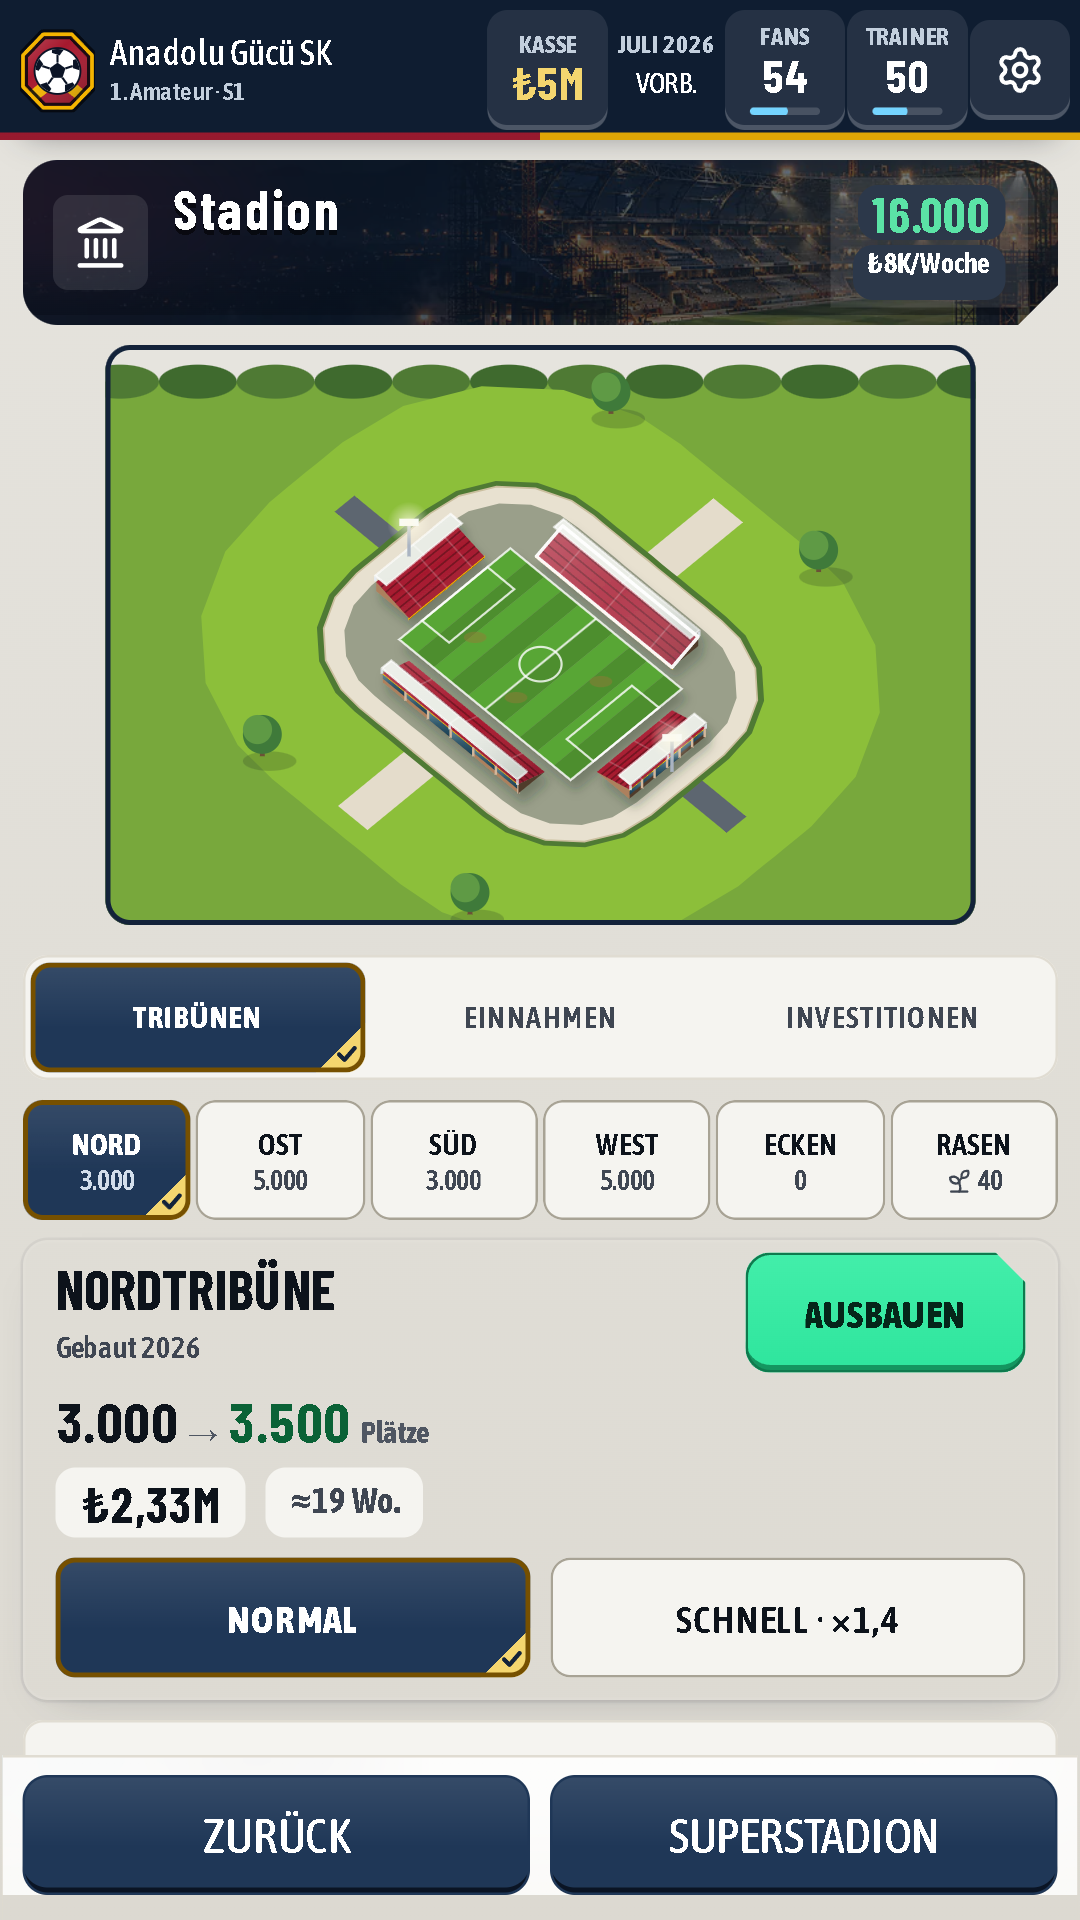 Anadolu Gücü SK
1.Amateur·S1
KASSE
₺5M
JULI 2026
VORB.
FANS
54
TRAINER
50
Stadion
16.000
₺8K/Woche
TRIBÜNEN
EINNAHMEN
INVESTITIONEN
NORD
3.000
OST
5.000
SÜD
3.000
WEST
5.000
ECKEN
0
RASEN
40
NORDTRIBÜNE
Gebaut 2026
AUSBAUEN
3.000 → 3.500 Plätze
₺2,33M
≈19 Wo.
NORMAL
SCHNELL · ×1,4
ZURÜCK
SUPERSTADION